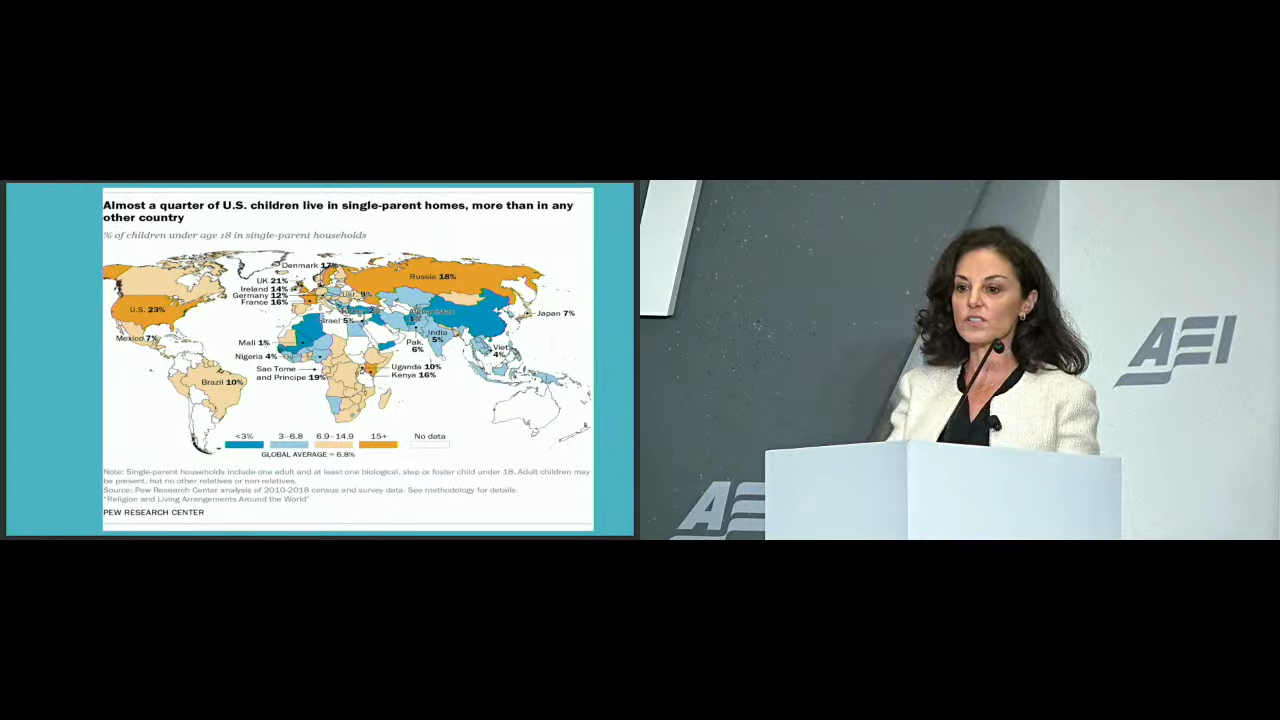 Almost a quarter of U.S. children live in single-parent homes, more than in any
other country
% of children under age 18 in single-parent households
Denmark 17%
UK 21%
Ireland 14%
Germany 12%
France 16%
Russia 18%
Ukr. 9%
U.S. 23%
Mexico 7%
Israel 5%
Japan 7%
India
5%
Pak.
6%
Viet.
4%
Mali 1%
Nigeria 4%
Sao Tome
and Principe 19%
Uganda 10%
Kenya 16%
Brazil 10%
<3%
3–6.8
6.9–14.9
15+
No data
GLOBAL AVERAGE = 6.8%
Note: Single-parent households include one adult and at least one biological, step or foster child under 18. Adult children may
be present, but no other relatives or non-relatives.
Source: Pew Research Center analysis of 2010-2018 census and survey data. See methodology for details.
"Religion and Living Arrangements Around the World"
PEW RESEARCH CENTER
AEI
AEI